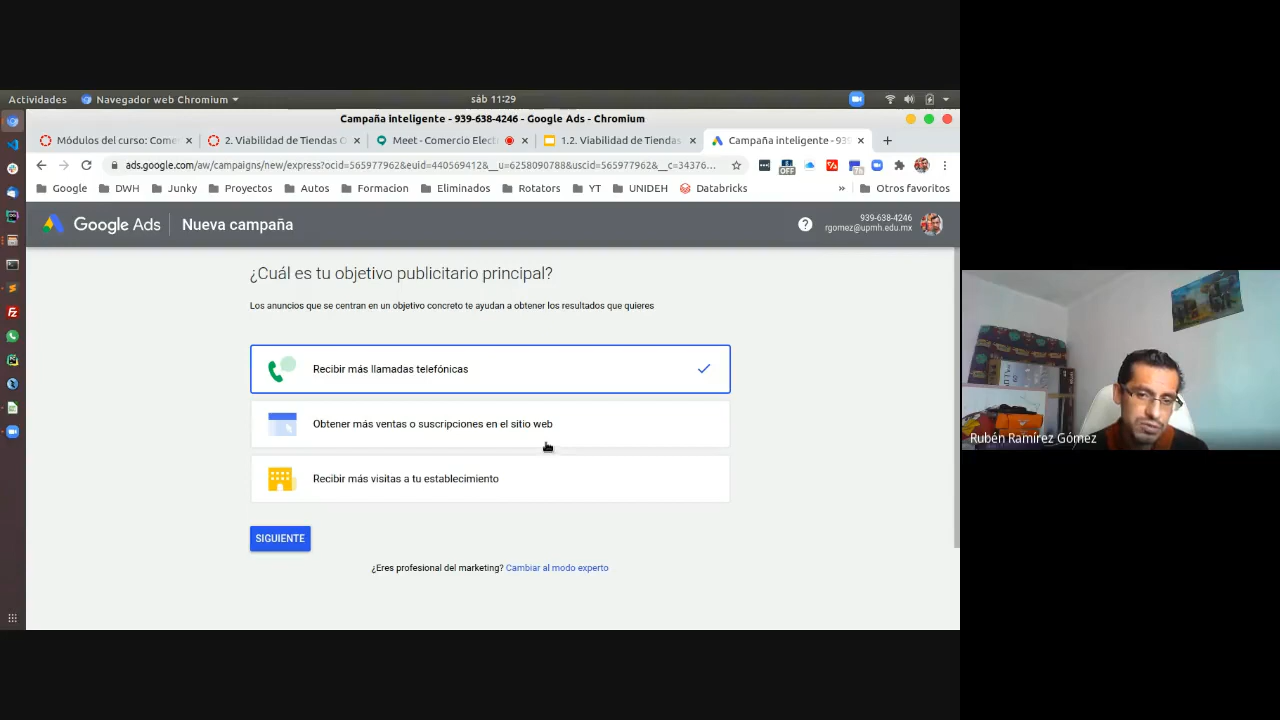 Actividades
Navegador web Chromium
sáb 11:29
Campaña inteligente - 939-638-4246 - Google Ads - Chromium
Módulos del curso: Come
2. Viabilidad de Tiendas O
Meet - Comercio Elect
1.2. Viabilidad de Tiendas
Campaña inteligente - 939
ads.google.com/aw/campaigns/new/express?ocid=565977962&euid=440569412&__u=6258090788&uscid=565977962&__c=34376...
OFF
Google
DWH
Junky
Proyectos
Autos
Formacion
Eliminados
Rotators
YT
UNIDEH
Databricks
»
Otros favoritos
Google Ads
Nueva campaña
939-638-4246
rgomez@upmh.edu.mx
¿Cuál es tu objetivo publicitario principal?
Los anuncios que se centran en un objetivo concreto te ayudan a obtener los resultados que quieres
Recibir más llamadas telefónicas
Obtener más ventas o suscripciones en el sitio web
Recibir más visitas a tu establecimiento
SIGUIENTE
¿Eres profesional del marketing? Cambiar al modo experto
Rubén Ramírez Gómez